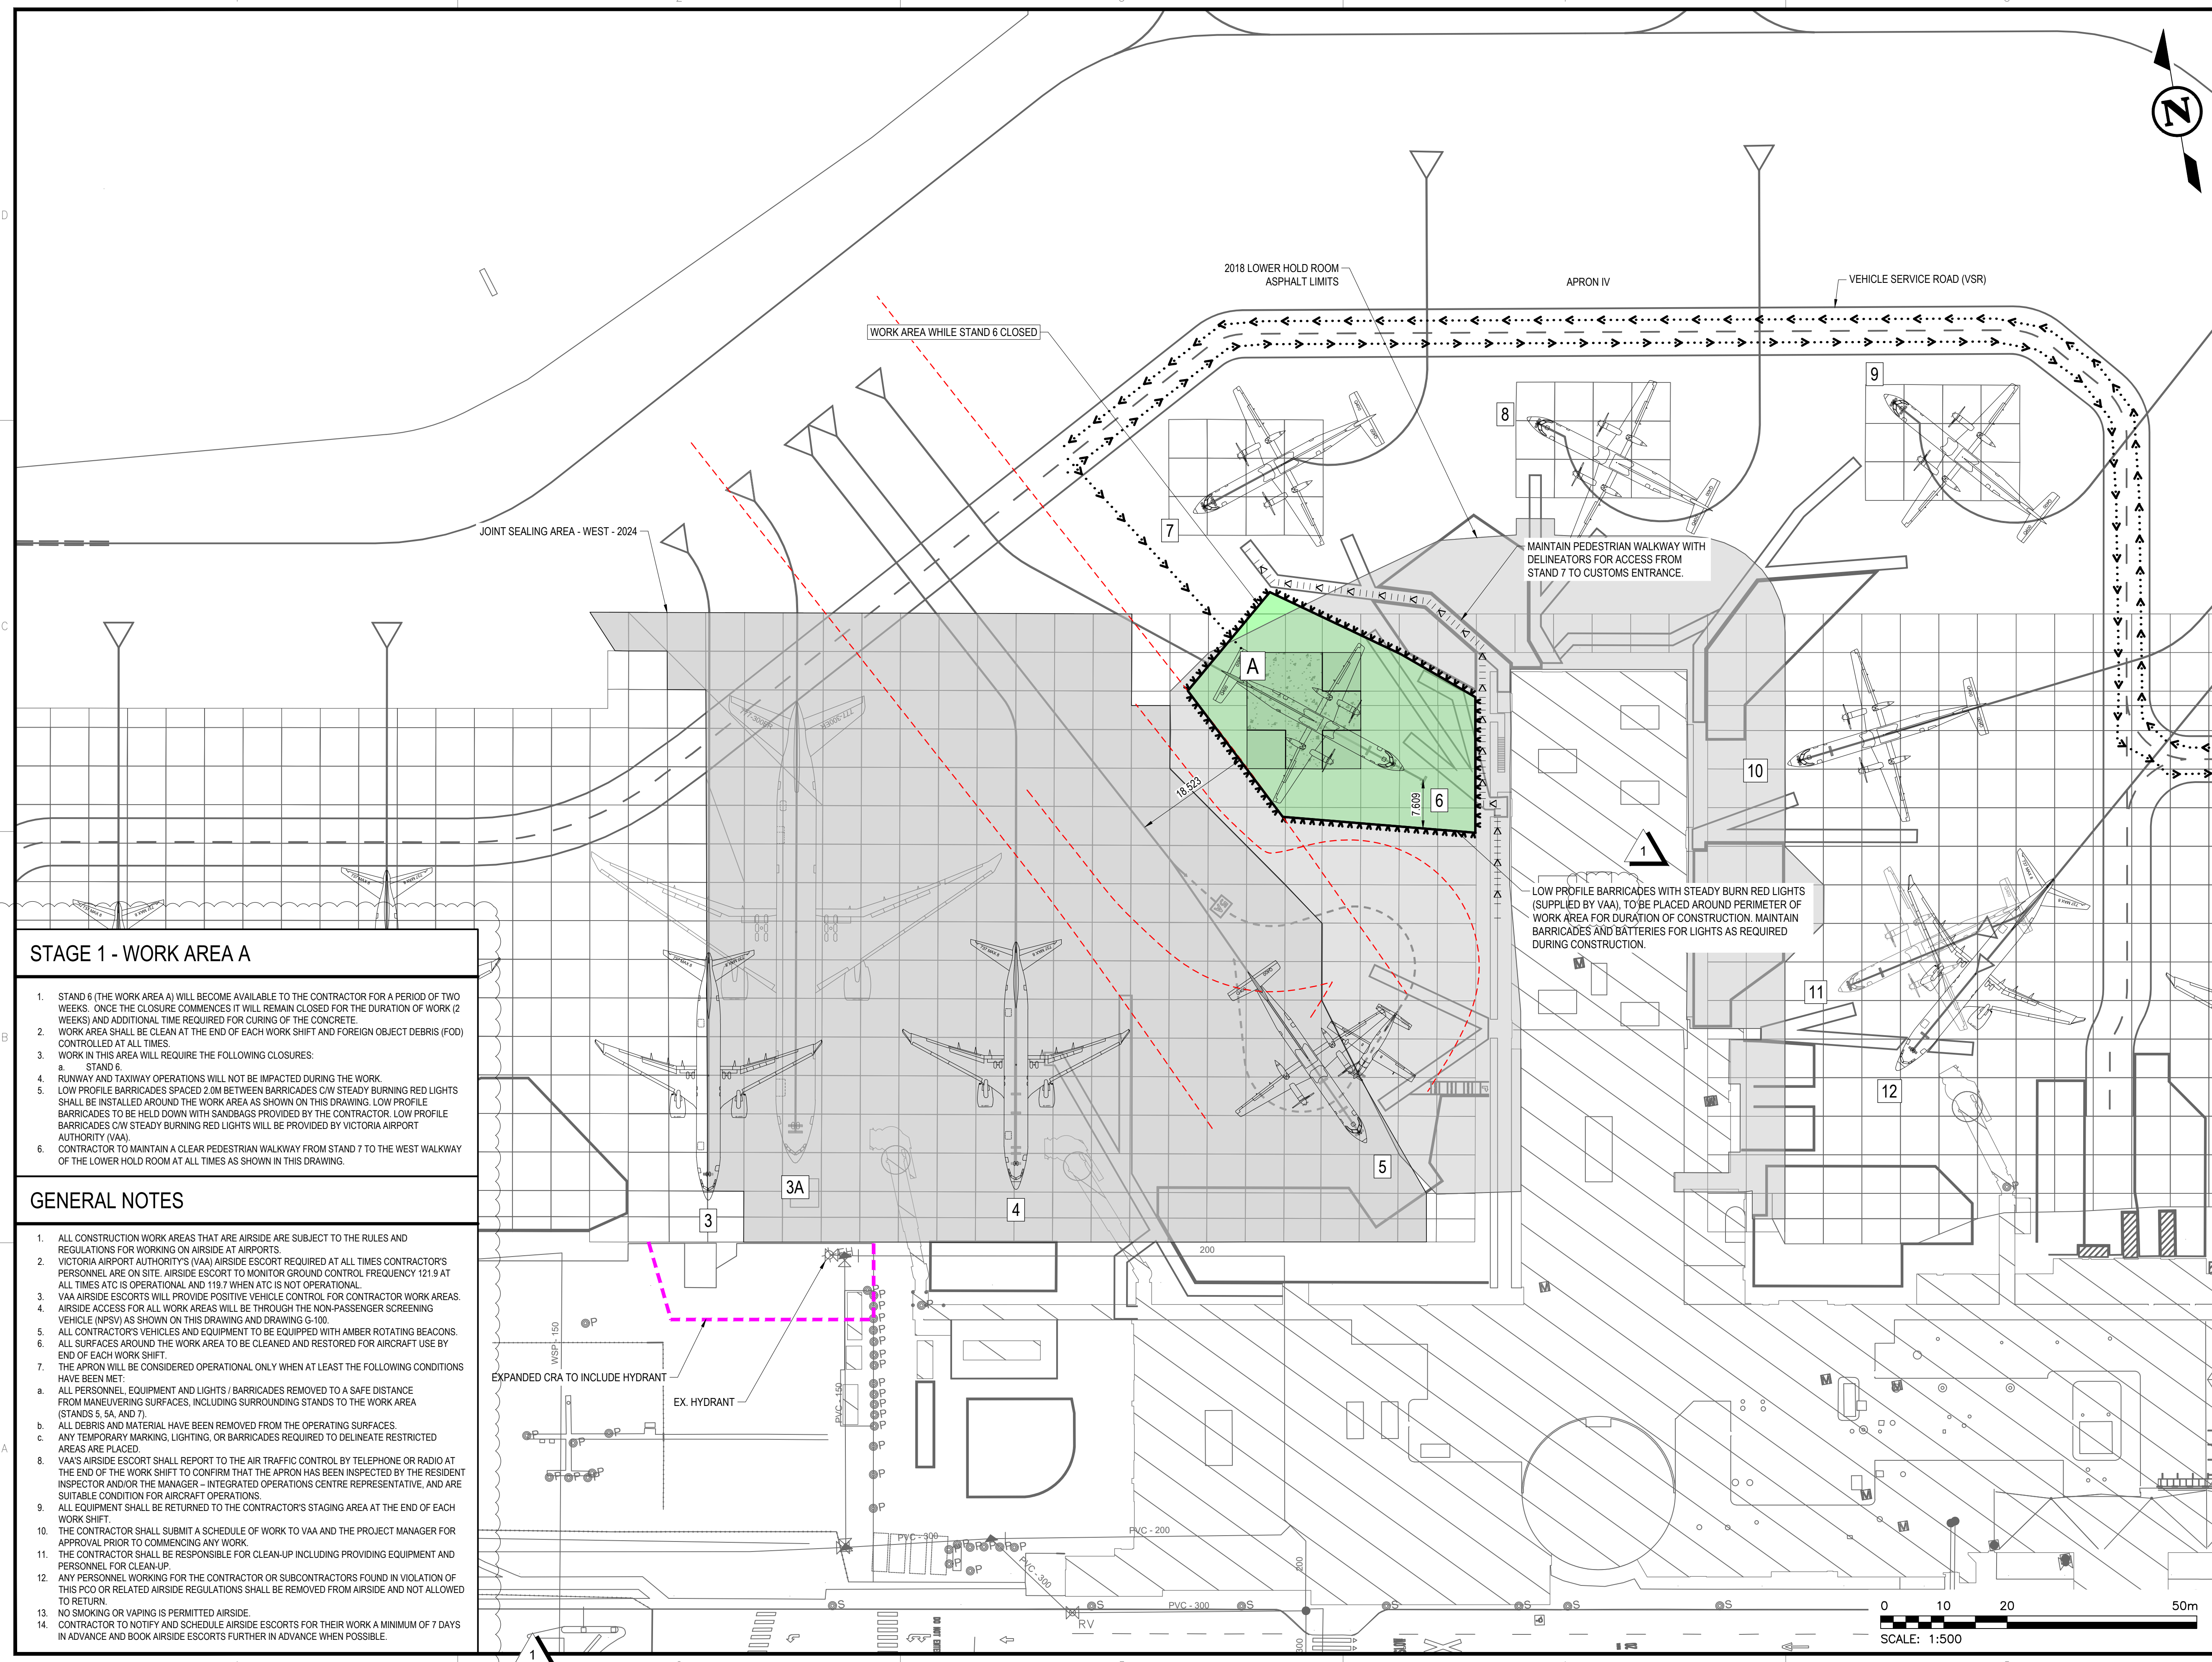 N
2018 LOWER HOLD ROOM
ASPHALT LIMITS
APRON IV
VEHICLE SERVICE ROAD (VSR)
WORK AREA WHILE STAND 6 CLOSED
9
8
7
JOINT SEALING AREA - WEST - 2024
MAINTAIN PEDESTRIAN WALKWAY WITH
DELINEATORS FOR ACCESS FROM
STAND 7 TO CUSTOMS ENTRANCE.
A
777-300ER
777-300ER
18.523
7.609
6
10
1
LOW PROFILE BARRICADES WITH STEADY BURN RED LIGHTS
(SUPPLIED BY VAA), TO BE PLACED AROUND PERIMETER OF
WORK AREA FOR DURATION OF CONSTRUCTION. MAINTAIN
BARRICADES AND BATTERIES FOR LIGHTS AS REQUIRED
DURING CONSTRUCTION.
5A
11
12
5
3A
4
3
STAGE 1 - WORK AREA A
1. STAND 6 (THE WORK AREA A) WILL BECOME AVAILABLE TO THE CONTRACTOR FOR A PERIOD OF TWO
WEEKS. ONCE THE CLOSURE COMMENCES IT WILL REMAIN CLOSED FOR THE DURATION OF WORK (2
WEEKS) AND ADDITIONAL TIME REQUIRED FOR CURING OF THE CONCRETE.
2. WORK AREA SHALL BE CLEAN AT THE END OF EACH WORK SHIFT AND FOREIGN OBJECT DEBRIS (FOD)
CONTROLLED AT ALL TIMES.
3. WORK IN THIS AREA WILL REQUIRE THE FOLLOWING CLOSURES:
a. STAND 6.
4. RUNWAY AND TAXIWAY OPERATIONS WILL NOT BE IMPACTED DURING THE WORK.
5. LOW PROFILE BARRICADES SPACED 2.0M BETWEEN BARRICADES C/W STEADY BURNING RED LIGHTS
SHALL BE INSTALLED AROUND THE WORK AREA AS SHOWN ON THIS DRAWING. LOW PROFILE
BARRICADES TO BE HELD DOWN WITH SANDBAGS PROVIDED BY THE CONTRACTOR. LOW PROFILE
BARRICADES C/W STEADY BURNING RED LIGHTS WILL BE PROVIDED BY VICTORIA AIRPORT
AUTHORITY (VAA).
6. CONTRACTOR TO MAINTAIN A CLEAR PEDESTRIAN WALKWAY FROM STAND 7 TO THE WEST WALKWAY
OF THE LOWER HOLD ROOM AT ALL TIMES AS SHOWN IN THIS DRAWING.
GENERAL NOTES
1. ALL CONSTRUCTION WORK AREAS THAT ARE AIRSIDE ARE SUBJECT TO THE RULES AND
REGULATIONS FOR WORKING ON AIRSIDE AT AIRPORTS.
2. VICTORIA AIRPORT AUTHORITY'S (VAA) AIRSIDE ESCORT REQUIRED AT ALL TIMES CONTRACTOR'S
PERSONNEL ARE ON SITE. AIRSIDE ESCORT TO MONITOR GROUND CONTROL FREQUENCY 121.9 AT
ALL TIMES ATC IS OPERATIONAL AND 119.7 WHEN ATC IS NOT OPERATIONAL.
3. VAA AIRSIDE ESCORTS WILL PROVIDE POSITIVE VEHICLE CONTROL FOR CONTRACTOR WORK AREAS.
4. AIRSIDE ACCESS FOR ALL WORK AREAS WILL BE THROUGH THE NON-PASSENGER SCREENING
VEHICLE (NPSV) AS SHOWN ON THIS DRAWING AND DRAWING G-100.
5. ALL CONTRACTOR'S VEHICLES AND EQUIPMENT TO BE EQUIPPED WITH AMBER ROTATING BEACONS.
6. ALL SURFACES AROUND THE WORK AREA TO BE CLEANED AND RESTORED FOR AIRCRAFT USE BY
END OF EACH WORK SHIFT.
7. THE APRON WILL BE CONSIDERED OPERATIONAL ONLY WHEN AT LEAST THE FOLLOWING CONDITIONS
HAVE BEEN MET:
a. ALL PERSONNEL, EQUIPMENT AND LIGHTS / BARRICADES REMOVED TO A SAFE DISTANCE
FROM MANEUVERING SURFACES, INCLUDING SURROUNDING STANDS TO THE WORK AREA
(STANDS 5, 5A, AND 7).
b. ALL DEBRIS AND MATERIAL HAVE BEEN REMOVED FROM THE OPERATING SURFACES.
c. ANY TEMPORARY MARKING, LIGHTING, OR BARRICADES REQUIRED TO DELINEATE RESTRICTED
AREAS ARE PLACED.
8. VAA'S AIRSIDE ESCORT SHALL REPORT TO THE AIR TRAFFIC CONTROL BY TELEPHONE OR RADIO AT
THE END OF THE WORK SHIFT TO CONFIRM THAT THE APRON HAS BEEN INSPECTED BY THE RESIDENT
INSPECTOR AND/OR THE MANAGER – INTEGRATED OPERATIONS CENTRE REPRESENTATIVE, AND ARE
SUITABLE CONDITION FOR AIRCRAFT OPERATIONS.
9. ALL EQUIPMENT SHALL BE RETURNED TO THE CONTRACTOR'S STAGING AREA AT THE END OF EACH
WORK SHIFT.
10. THE CONTRACTOR SHALL SUBMIT A SCHEDULE OF WORK TO VAA AND THE PROJECT MANAGER FOR
APPROVAL PRIOR TO COMMENCING ANY WORK.
11. THE CONTRACTOR SHALL BE RESPONSIBLE FOR CLEAN-UP INCLUDING PROVIDING EQUIPMENT AND
PERSONNEL FOR CLEAN-UP.
12. ANY PERSONNEL WORKING FOR THE CONTRACTOR OR SUBCONTRACTORS FOUND IN VIOLATION OF
THIS PCO OR RELATED AIRSIDE REGULATIONS SHALL BE REMOVED FROM AIRSIDE AND NOT ALLOWED
TO RETURN.
13. NO SMOKING OR VAPING IS PERMITTED AIRSIDE.
14. CONTRACTOR TO NOTIFY AND SCHEDULE AIRSIDE ESCORTS FOR THEIR WORK A MINIMUM OF 7 DAYS
IN ADVANCE AND BOOK AIRSIDE ESCORTS FURTHER IN ADVANCE WHEN POSSIBLE.
200
WSP - 150
PVC - 150
EXPANDED CRA TO INCLUDE HYDRANT
EX. HYDRANT
PVC - 300
PVC - 200
PVC - 300
200
PVC - 300
RV
300
DO NOT ENTER
1
0 10 20 50m
SCALE: 1:500
D
C
B
A